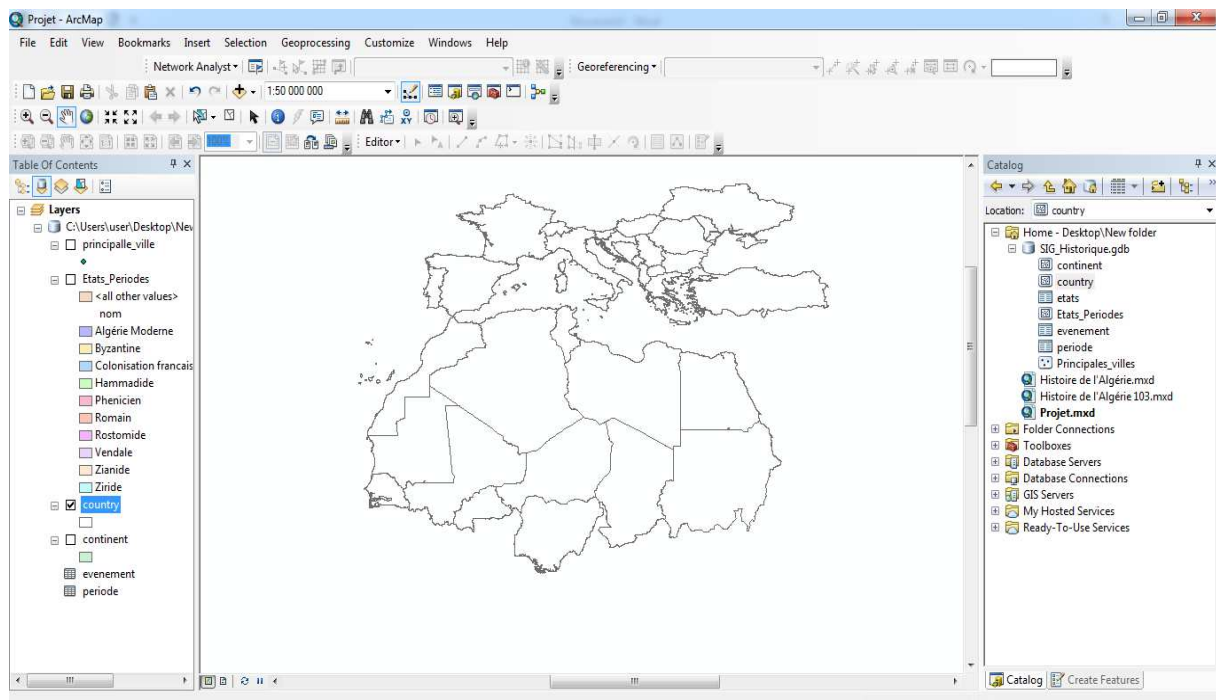 Projet - ArcMap
File Edit View Bookmarks Insert Selection Geoprocessing Customize Windows Help
Network Analyst
Georeferencing
1:50 000 000
100%
Editor
Table Of Contents
Layers
C:\Users\user\Desktop\New
principalle_ville
Etats_Periodes
<all other values>
nom
Algérie Moderne
Byzantine
Colonisation francais
Hammadide
Phenicien
Romain
Rostomide
Vendale
Zianide
Ziride
country
continent
evenement
periode
Catalog
Location: country
Home - Desktop\New folder
SIG_Historique.gdb
continent
country
etats
Etats_Periodes
evenement
periode
Principales_villes
Histoire de l'Algérie.mxd
Histoire de l'Algérie 103.mxd
Projet.mxd
Folder Connections
Toolboxes
Database Servers
Database Connections
GIS Servers
My Hosted Services
Ready-To-Use Services
Catalog Create Features